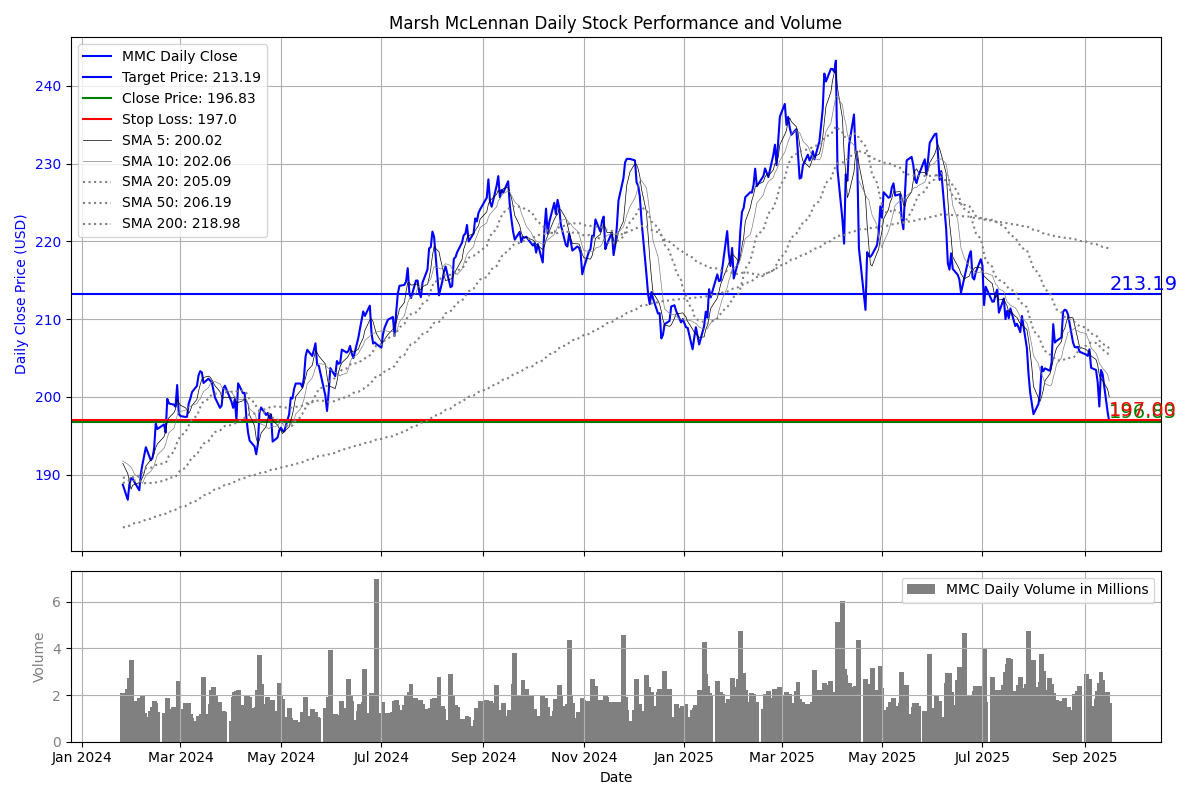 Marsh McLennan Daily Stock Performance and Volume
MMC Daily Close
Target Price: 213.19
Close Price: 196.83
Stop Loss: 197.0
SMA 5: 200.02
SMA 10: 202.06
SMA 20: 205.09
SMA 50: 206.19
SMA 200: 218.98
Daily Close Price (USD)
240
230
220
210
200
190
213.19
197.00
196.83
MMC Daily Volume in Millions
Volume
6
4
2
0
Jan 2024 Mar 2024 May 2024 Jul 2024 Sep 2024 Nov 2024 Jan 2025 Mar 2025 May 2025 Jul 2025 Sep 2025
Date